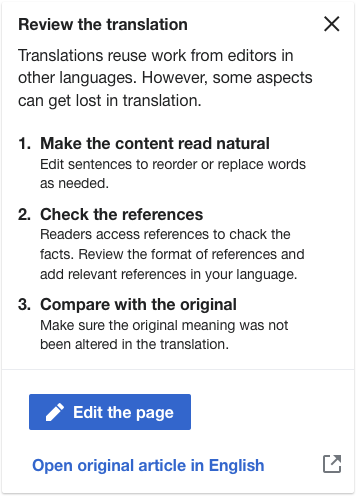 Review the translation
Translations reuse work from editors in
other languages. However, some aspects
can get lost in translation.
1. Make the content read natural
Edit sentences to reorder or replace words
as needed.
2. Check the references
Readers access references to chack the
facts. Review the format of references and
add relevant references in your language.
3. Compare with the original
Make sure the original meaning was not
been altered in the translation.
Edit the page
Open original article in English